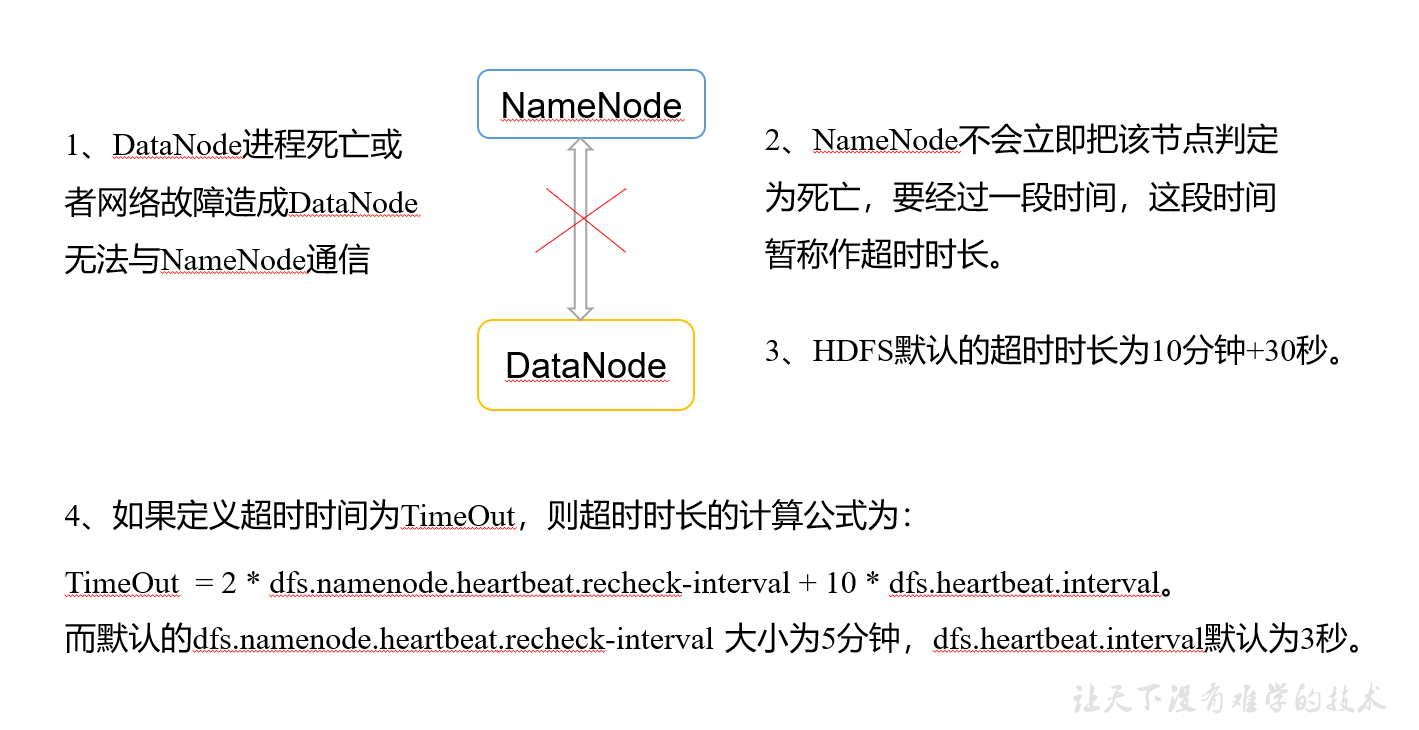 NameNode
1、DataNode进程死亡或
者网络故障造成DataNode
无法与NameNode通信
2、NameNode不会立即把该节点判定
为死亡，要经过一段时间，这段时间
暂称作超时时长。
DataNode
3、HDFS默认的超时时长为10分钟+30秒。
4、如果定义超时时间为TimeOut，则超时时长的计算公式为：
TimeOut  = 2 * dfs.namenode.heartbeat.recheck-interval + 10 * dfs.heartbeat.interval。
而默认的dfs.namenode.heartbeat.recheck-interval 大小为5分钟，dfs.heartbeat.interval默认为3秒。
让天下没有难学的技术